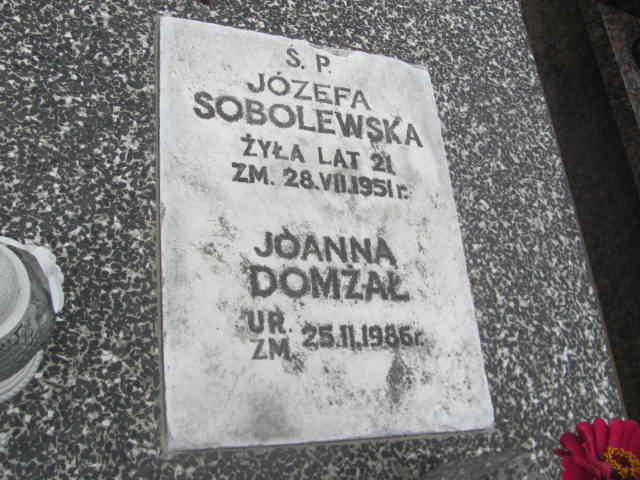 Ś. P.
JÓZEFA
SOBOLEWSKA
ŻYŁA LAT 21.
ZM. 28.VII.1951 r.
JOANNA
DOMŻAŁ
UR. 25.II.1986 r.
ZM.